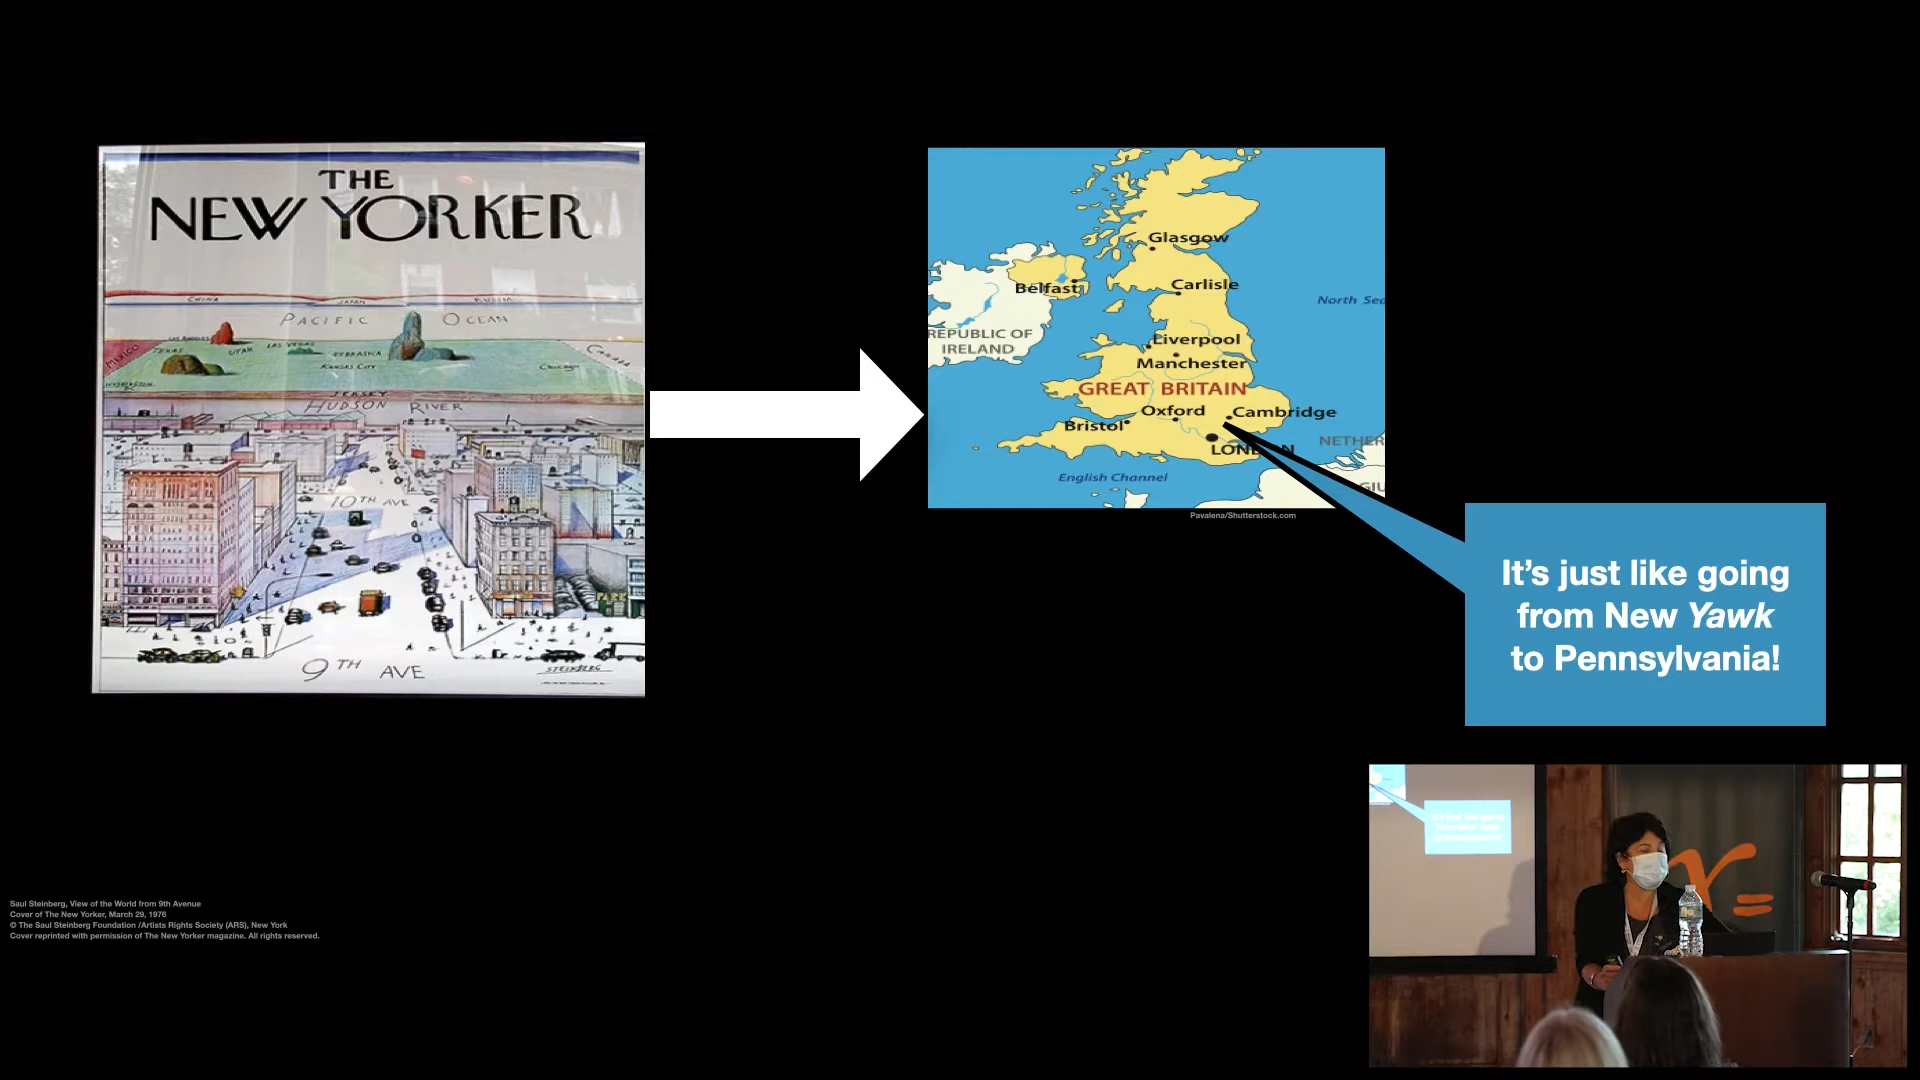 THE
NEW YORKER
CHINA
JAPAN
RUSSIA
PACIFIC OCEAN
LOS ANGELES
MEXICO
TEXAS
UTAH
LAS VEGAS
NEBRASKA
CANADA
KANSAS CITY
Chicago
WASHINGTON
DC
JERSEY
HUDSON RIVER
10TH AVE
PARK
9TH AVE
STEINBERG
Glasgow
Belfast
Carlisle
North Sea
REPUBLIC OF
IRELAND
Liverpool
Manchester
GREAT BRITAIN
Oxford
Cambridge
Bristol
LONDON
NETHER
English Channel
GIU
Pavalena/Shutterstock.com
It’s just like going
from New Yawk
to Pennsylvania!
Saul Steinberg, View of the World from 9th Avenue
Cover of The New Yorker, March 29, 1976
© The Saul Steinberg Foundation /Artists Rights Society (ARS), New York
Cover reprinted with permission of The New Yorker magazine. All rights reserved.